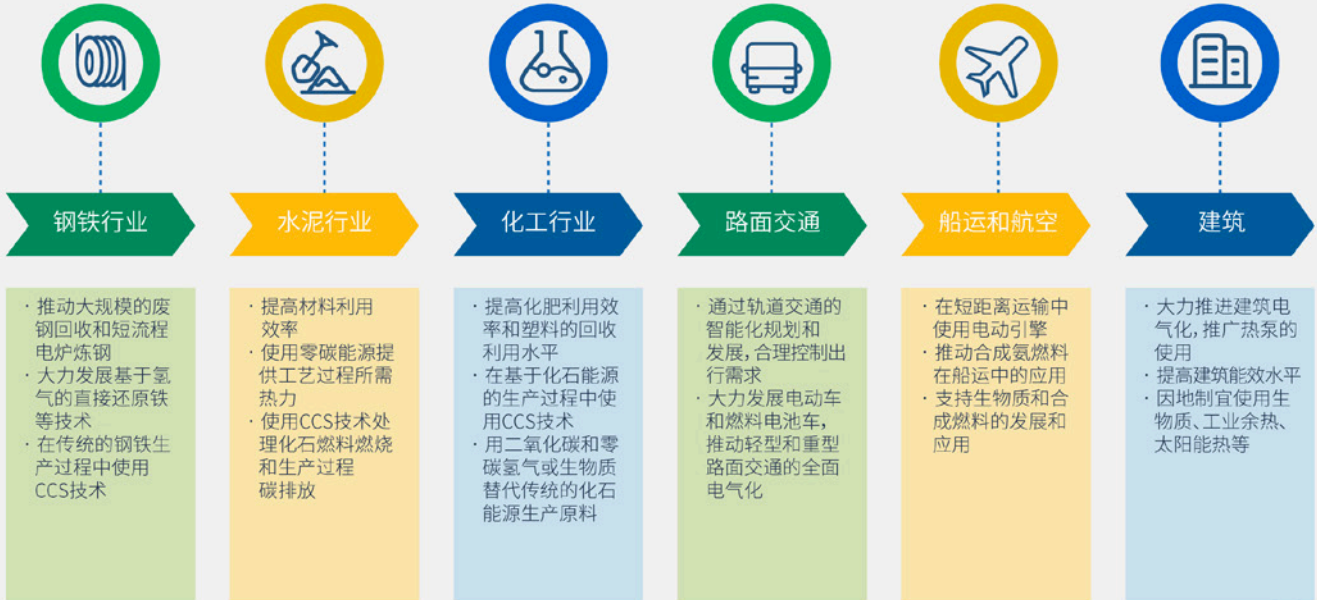 钢铁行业
· 推动大规模的废
钢回收和短流程
电炉炼钢
· 大力发展基于氢
气的直接还原铁
等技术
· 在传统的钢铁生
产过程中使用
CCS技术
水泥行业
· 提高材料利用
效率
· 使用零碳能源提
供工艺过程所需
热力
· 使用CCS技术处
理化石燃料燃烧
和生产过程
碳排放
化工行业
· 提高化肥利用效
率和塑料的回收
利用水平
· 在基于化石能源
的生产过程中使
用CCS技术
· 用二氧化碳和零
碳氢气或生物质
替代传统的化石
能源生产原料
路面交通
· 通过轨道交通的
智能化规划和
发展,合理控制出
行需求
· 大力发展电动车
和燃料电池车,
推动轻型和重型
路面交通的全面
电气化
船运和航空
· 在短距离运输中
使用电动引擎
· 推动合成氨燃料
在船运中的应用
· 支持生物质和合
成燃料的发展和
应用
建筑
· 大力推进建筑电
气化,推广热泵的
使用
· 提高建筑能效水平
· 因地制宜使用生
物质、工业余热、
太阳能热等